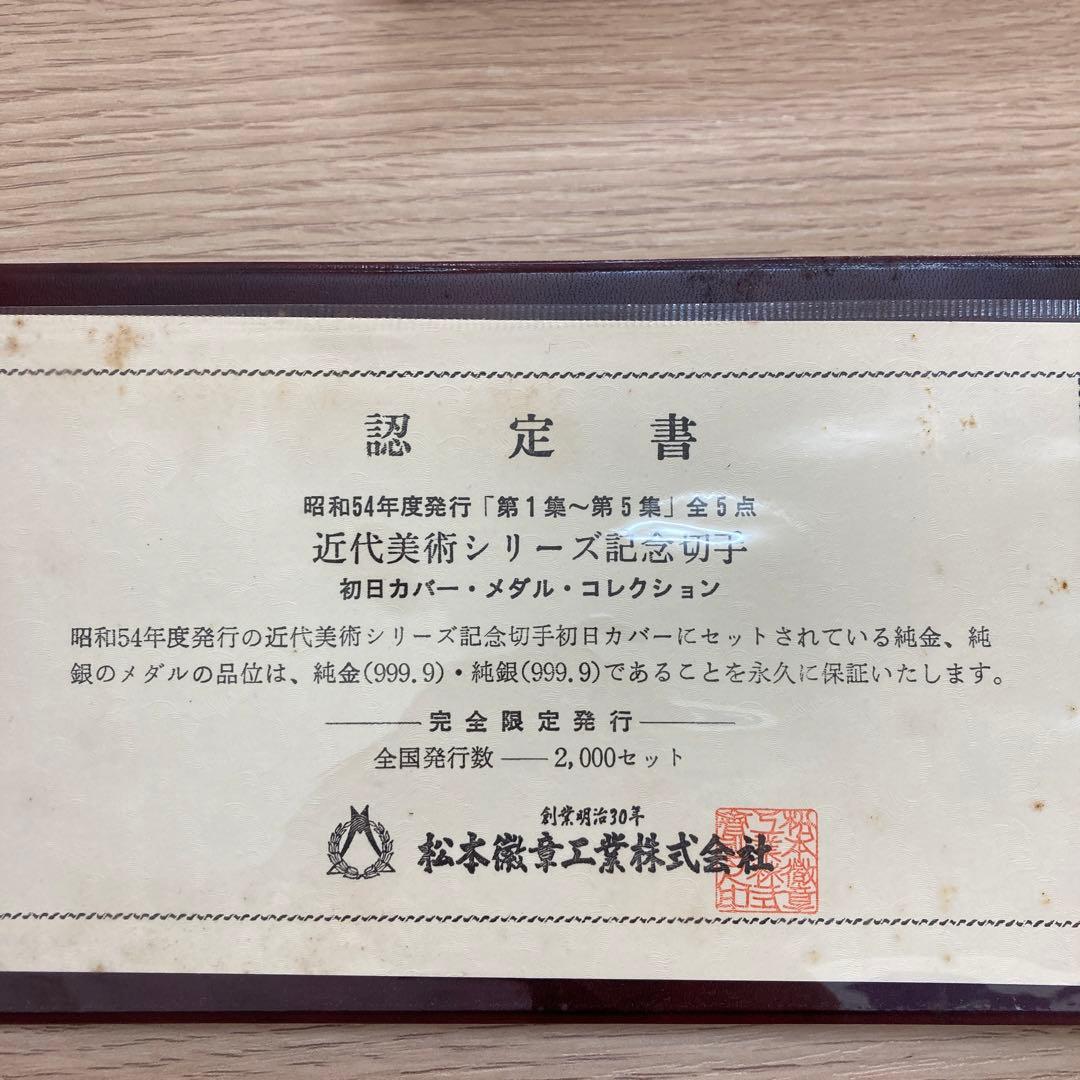 認定書
昭和54年度発行「第1集～第5集」全5点
近代美術シリーズ記念切手
初日カバー・メダル・コレクション
昭和54年度発行の近代美術シリーズ記念切手初日カバーにセットされている純金、純
銀のメダルの品位は、純金(999.9)・純銀(999.9)であることを永久に保証いたします。
完全限定発行
全国発行数 ── 2,000セット
創業明治30年
松本徽章工業株式会社